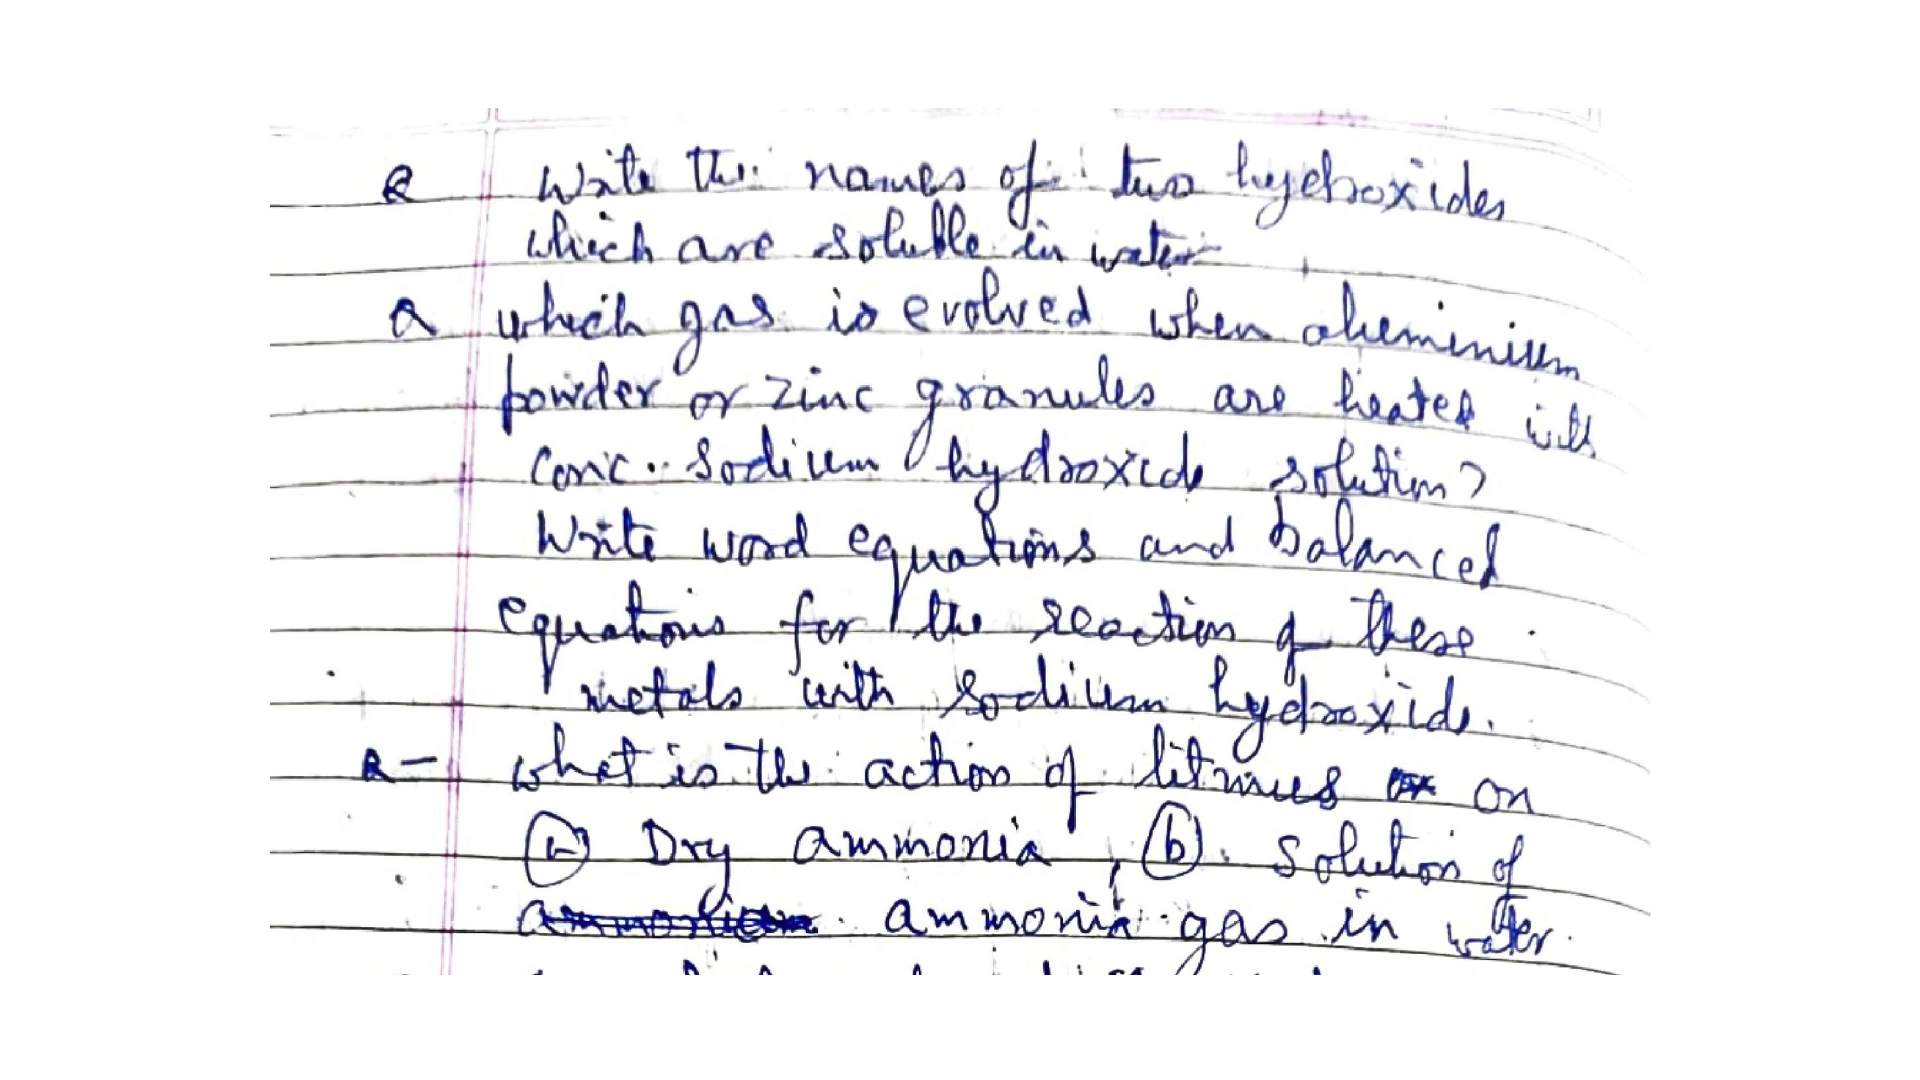 Q Write the names of two hydroxides
which are soluble in water
Q which gas is evolved when aluminium
powder or zinc granules are heated with
conc. Sodium hydroxide solution?
Write word equations and balanced
equations for the reaction of these
metals with sodium hydroxide.
Q- what is the action of litmus on
(a) Dry ammonia, (b). Solution of
ammonia gas in water.